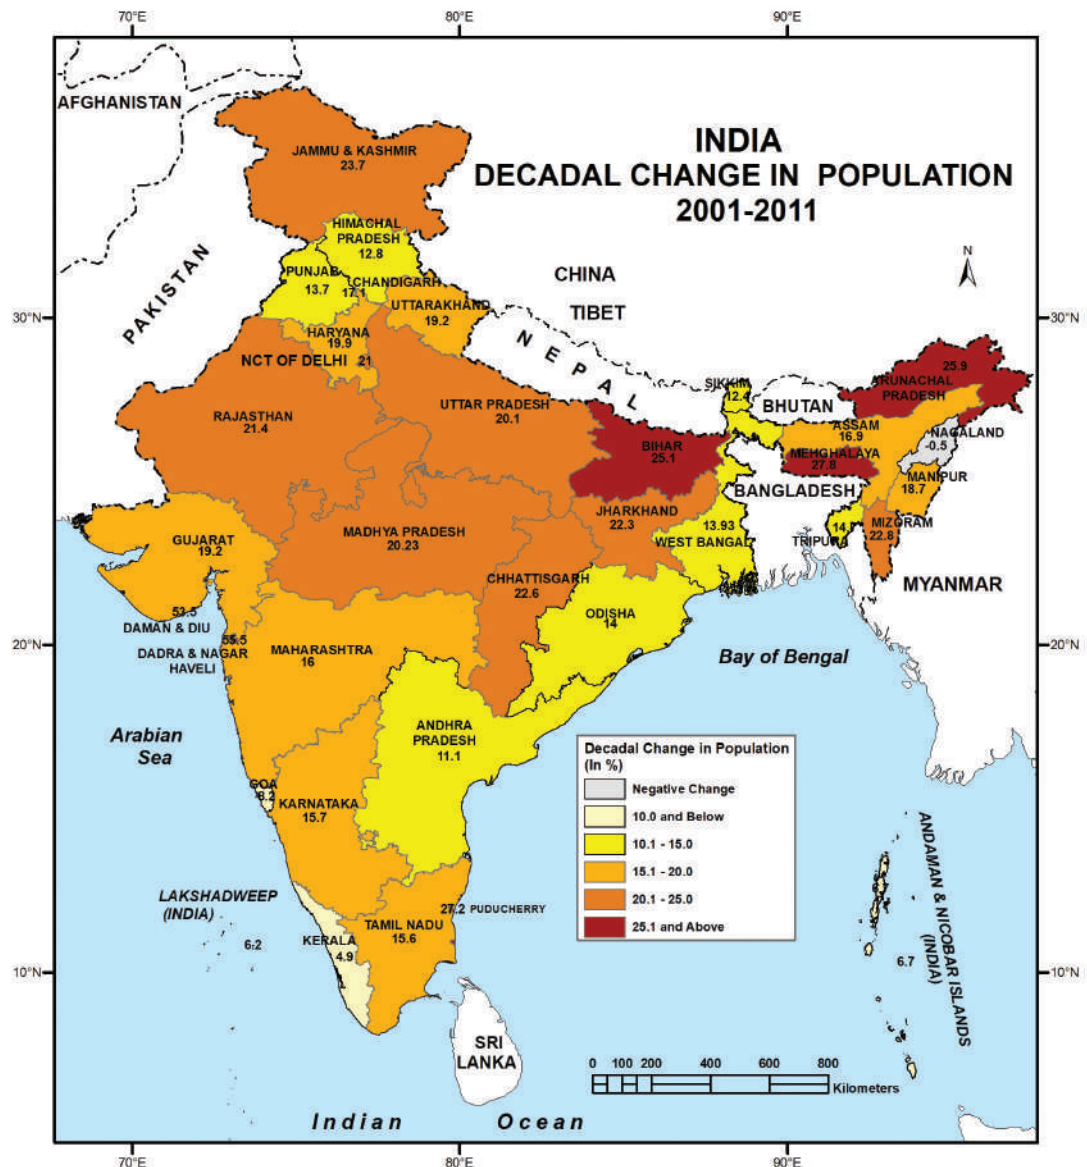 70°E
80°E
90°E
AFGHANISTAN
INDIA
DECADAL CHANGE IN POPULATION
2001-2011
JAMMU & KASHMIR
23.7
HIMACHAL
PRADESH
12.8
N
PAKISTAN
PUNJAB
13.7
CHANDIGARH
17.1
CHINA
TIBET
UTTARAKHAND
19.2
30°N
30°N
HARYANA
19.9
NCT OF DELHI
21
NEPAL
SIKKIM
12.4
25.9
ARUNACHAL
PRADESH
BHUTAN
RAJASTHAN
21.4
UTTAR PRADESH
20.1
ASSAM
16.9
NAGALAND
-0.5
BIHAR
25.1
MEHGHALAYA
27.8
MANIPUR
18.7
BANGLADESH
JHARKHAND
22.3
13.93
WEST BANGAL
MADHYA PRADESH
20.23
MIZORAM
22.8
GUJARAT
19.2
CHHATTISGARH
22.6
MYANMAR
53.5
DAMAN & DIU
55.5
DADRA & NAGAR
HAVELI
ODISHA
14
20°N
20°N
MAHARASHTRA
16
Bay of Bengal
Arabian
Sea
ANDHRA
PRADESH
11.1
GOA
8.2
KARNATAKA
15.7
Decadal Change in Population
(In %)
Negative Change
10.0 and Below
10.1 - 15.0
15.1 - 20.0
20.1 - 25.0
25.1 and Above
LAKSHADWEEP
(INDIA)
6.2
27.2 PUDUCHERRY
TAMIL NADU
15.6
KERALA
4.9
ANDAMAN & NICOBAR ISLANDS
(INDIA)
6.7
10°N
10°N
SRI
LANKA
0 100 200 400 600 800
Kilometers
Indian Ocean
70°E
80°E
90°E